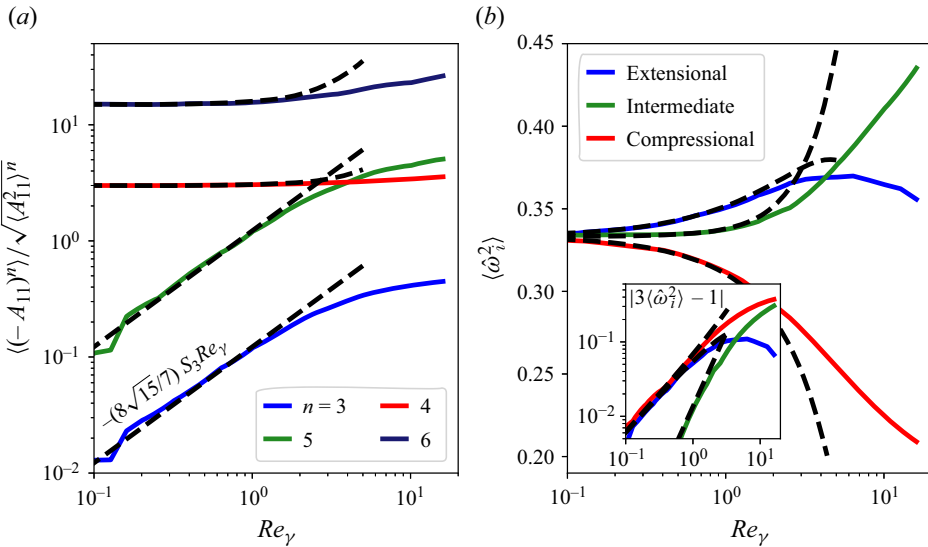 (a)
(b)
⟨(−A₁₁)ⁿ⟩ / √⟨A²₁₁⟩ⁿ
10¹
10⁰
10⁻¹
10⁻²
−(8√15/7) S₃Reᵧ
n = 3
4
5
6
10⁻¹
10⁰
10¹
Reᵧ
⟨ω̂ᵢ²⟩
0.45
0.40
0.35
0.30
0.25
0.20
Extensional
Intermediate
Compressional
|3⟨ω̂ᵢ²⟩ − 1|
10⁻¹
10⁻²
10⁻¹
10⁰
10¹
10⁻¹
10⁰
10¹
Reᵧ